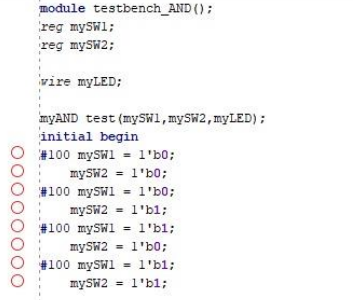 module testbench_AND();
reg mySW1;
reg mySW2;
wire myLED;
myAND test(mySW1,mySW2,myLED);
initial begin
#100 mySW1 = 1'b0;
mySW2 = 1'b0;
#100 mySW1 = 1'b0;
mySW2 = 1'b1;
#100 mySW1 = 1'b1;
mySW2 = 1'b0;
#100 mySW1 = 1'b1;
mySW2 = 1'b1;